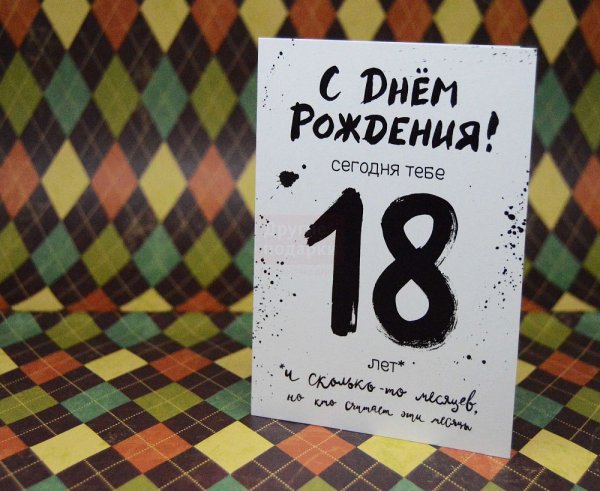 С Днём
Рождения!
сегодня тебе
18
лет*
*и сколько-то месяцев,
но кто считает эти месяцы